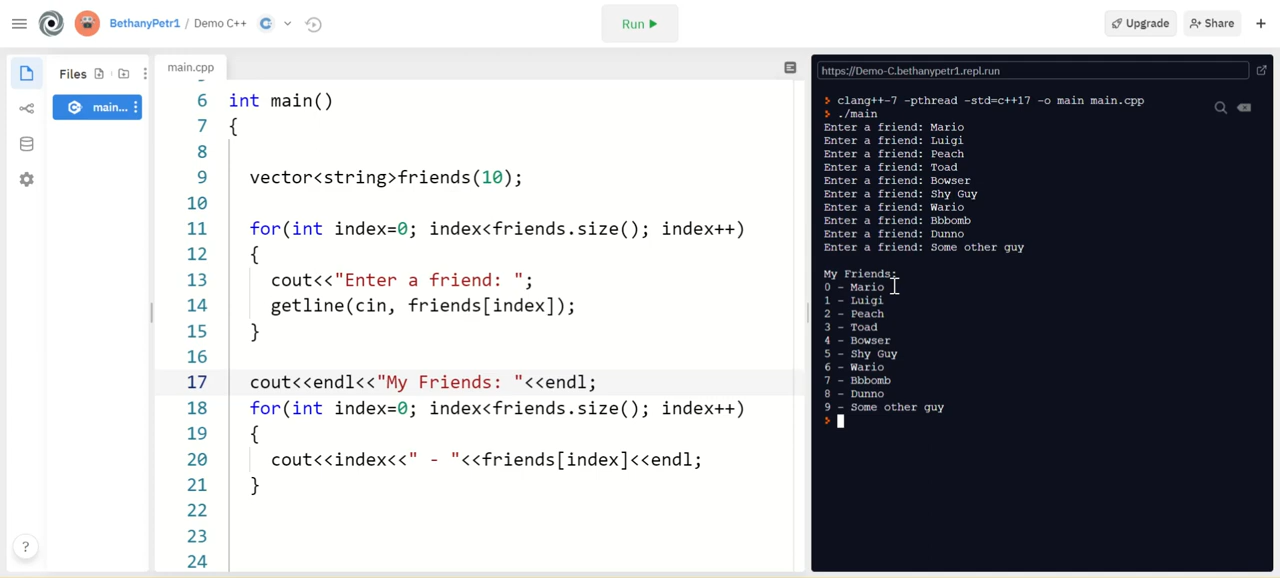 BethanyPetr1 / Demo C++
Run
Upgrade
Share
Files
main...
main.cpp
6 int main()
7 {
8
9 vector<string>friends(10);
10
11 for(int index=0; index<friends.size(); index++)
12 {
13 cout<<"Enter a friend: ";
14 getline(cin, friends[index]);
15 }
16
17 cout<<endl<<"My Friends: "<<endl;
18 for(int index=0; index<friends.size(); index++)
19 {
20 cout<<index<<" - "<<friends[index]<<endl;
21 }
22
23
24
?
https://Demo-C.bethanypetr1.repl.run
clang++-7 -pthread -std=c++17 -o main main.cpp
./main
Enter a friend: Mario
Enter a friend: Luigi
Enter a friend: Peach
Enter a friend: Toad
Enter a friend: Bowser
Enter a friend: Shy Guy
Enter a friend: Wario
Enter a friend: Bbbomb
Enter a friend: Dunno
Enter a friend: Some other guy
My Friends:
0 - Mario
1 - Luigi
2 - Peach
3 - Toad
4 - Bowser
5 - Shy Guy
6 - Wario
7 - Bbbomb
8 - Dunno
9 - Some other guy